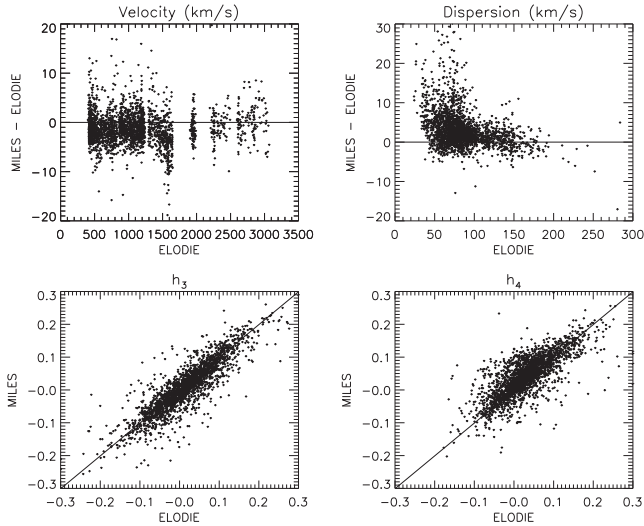 Velocity (km/s)
MILES − ELODIE
20
10
0
−10
−20
0 500 1000 1500 2000 2500 3000 3500
ELODIE
Dispersion (km/s)
MILES − ELODIE
30
20
10
0
−10
−20
0 50 100 150 200 250 300
ELODIE
h3
MILES
0.3
0.2
0.1
−0.0
−0.1
−0.2
−0.3
−0.3 −0.2 −0.1 −0.0 0.1 0.2 0.3
ELODIE
h4
MILES
0.3
0.2
0.1
−0.0
−0.1
−0.2
−0.3
−0.3 −0.2 −0.1 −0.0 0.1 0.2 0.3
ELODIE